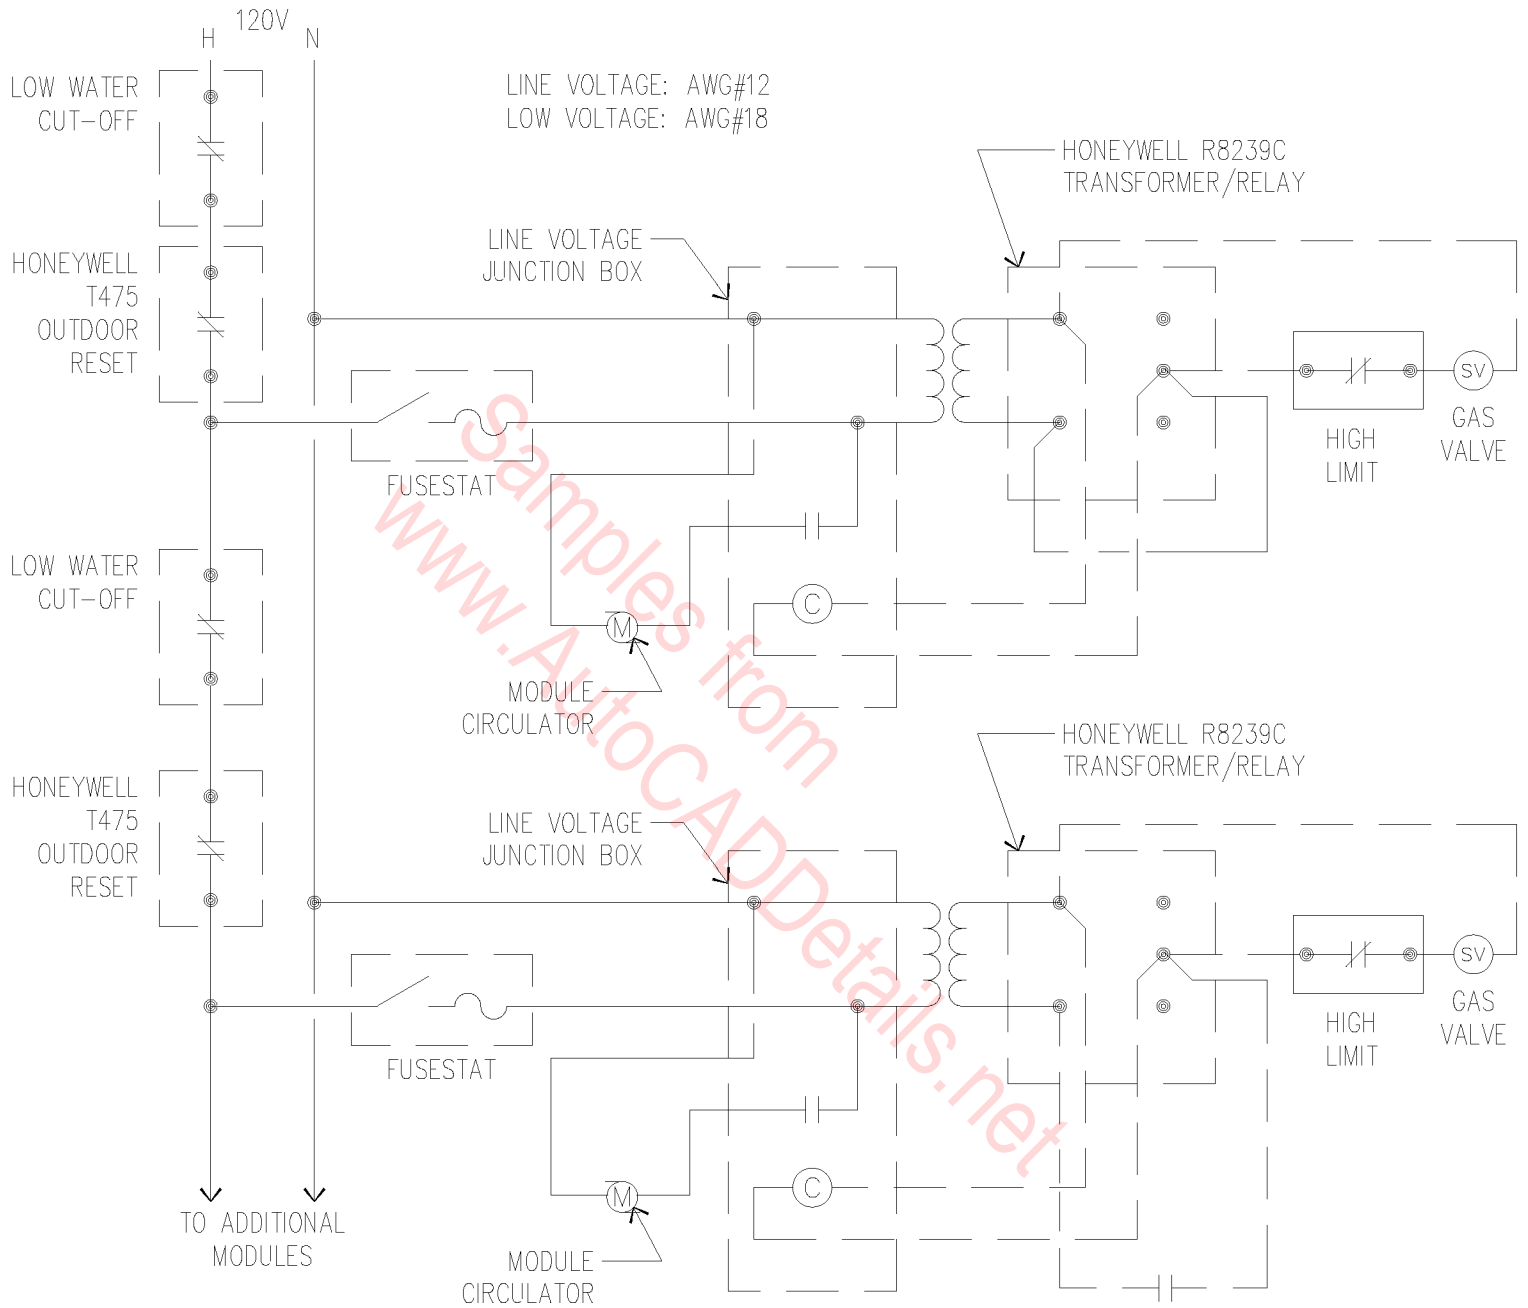 120V
H
N
LOW WATER
CUT-OFF
LINE VOLTAGE: AWG#12
LOW VOLTAGE: AWG#18
HONEYWELL R8239C
TRANSFORMER/RELAY
LINE VOLTAGE
JUNCTION BOX
HONEYWELL
T475
OUTDOOR
RESET
SV
GAS
VALVE
HIGH
LIMIT
FUSESTAT
LOW WATER
CUT-OFF
C
M
MODULE
CIRCULATOR
HONEYWELL R8239C
TRANSFORMER/RELAY
HONEYWELL
T475
OUTDOOR
RESET
LINE VOLTAGE
JUNCTION BOX
SV
GAS
VALVE
HIGH
LIMIT
FUSESTAT
C
M
TO ADDITIONAL
MODULES
MODULE
CIRCULATOR
Samples from
www.AutoCADDetails.net